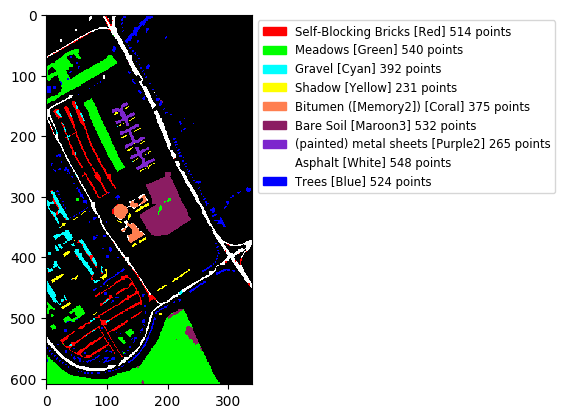 0
100
200
300
400
500
600
0
100
200
300
Self-Blocking Bricks [Red] 514 points
Meadows [Green] 540 points
Gravel [Cyan] 392 points
Shadow [Yellow] 231 points
Bitumen ([Memory2]) [Coral] 375 points
Bare Soil [Maroon3] 532 points
(painted) metal sheets [Purple2] 265 points
Asphalt [White] 548 points
Trees [Blue] 524 points